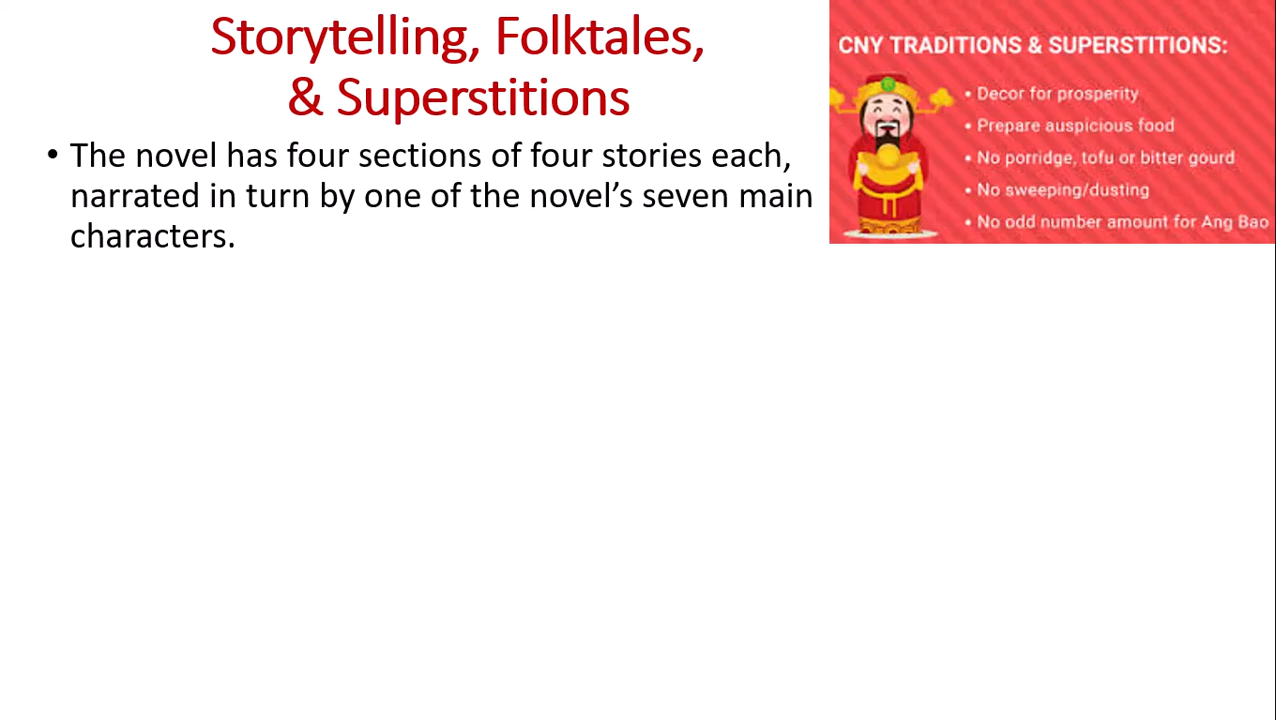 Storytelling, Folktales,
& Superstitions
• The novel has four sections of four stories each,
narrated in turn by one of the novel’s seven main
characters.
CNY TRADITIONS & SUPERSTITIONS:
• Decor for prosperity
• Prepare auspicious food
• No porridge, tofu or bitter gourd
• No sweeping/dusting
• No odd number amount for Ang Bao